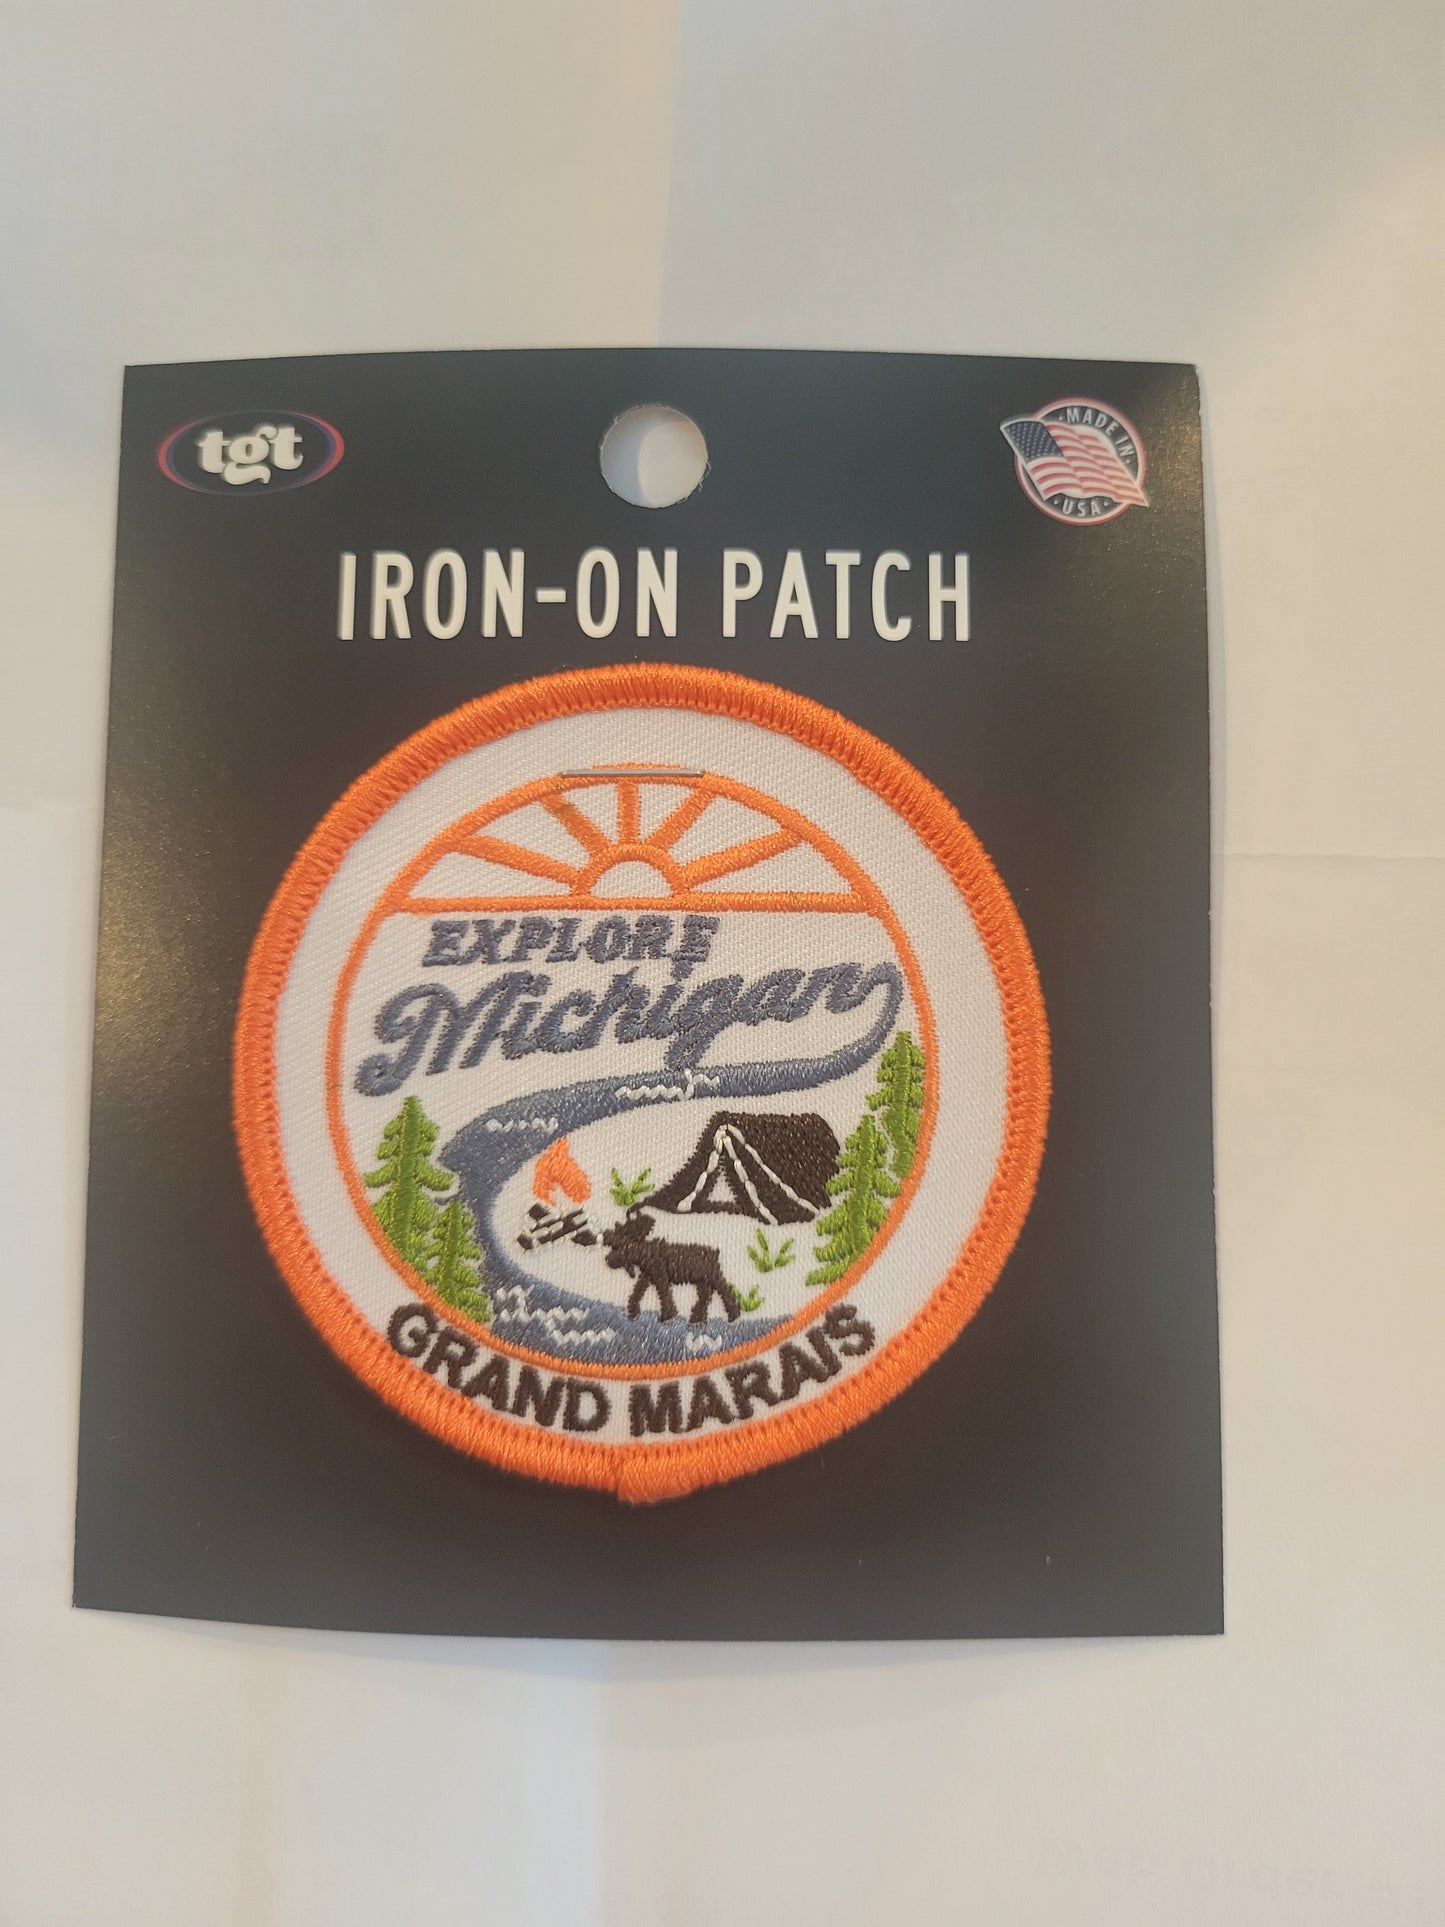 tgt
MADE IN
USA
IRON-ON PATCH
EXPLORE
Michigan
GRAND MARAIS